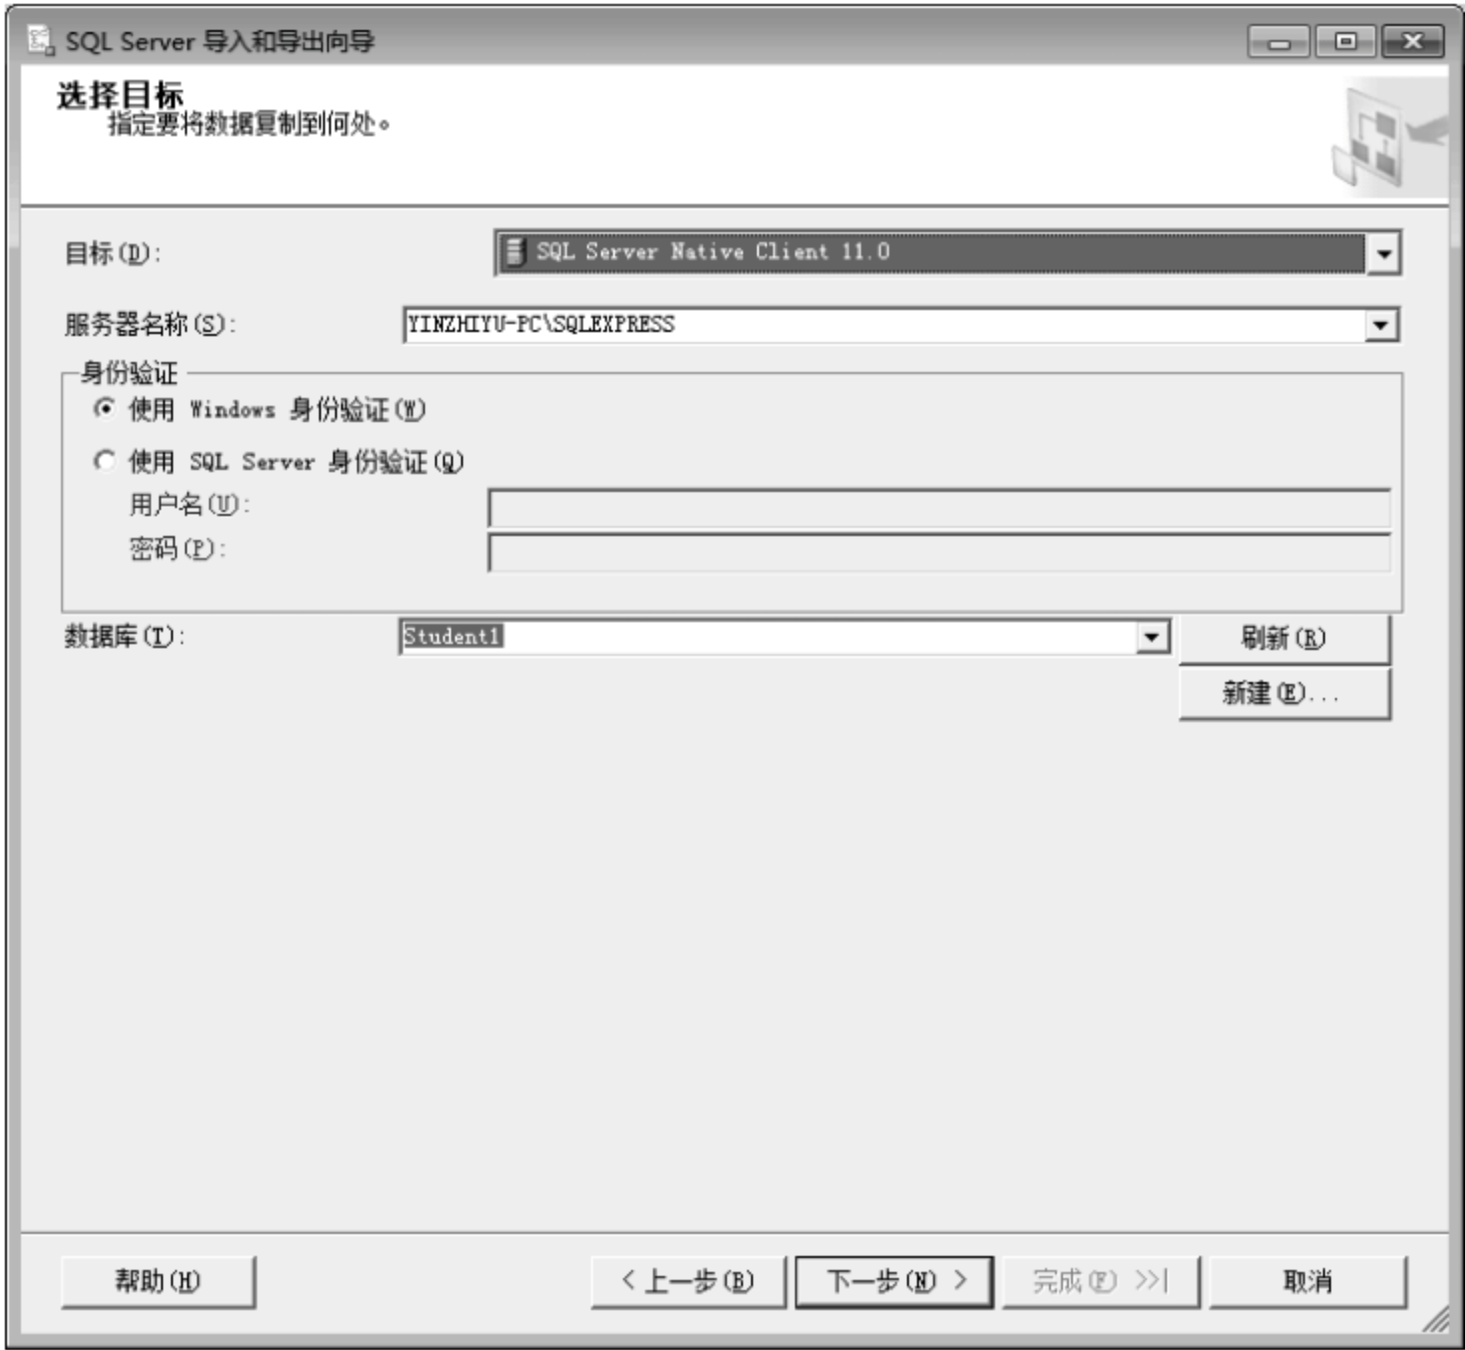 SQL Server 导入和导出向导
选择目标
指定要将数据复制到何处。
目标(D):
SQL Server Native Client 11.0
服务器名称(S):
YINZHIYU-PC\SQLEXPRESS
身份验证
使用 Windows 身份验证(W)
使用 SQL Server 身份验证(Q)
用户名(U):
密码(P):
数据库(T):
Student1
刷新(R)
新建(E)...
帮助(H)
< 上一步(B)
下一步(N) >
完成(F) >>|
取消